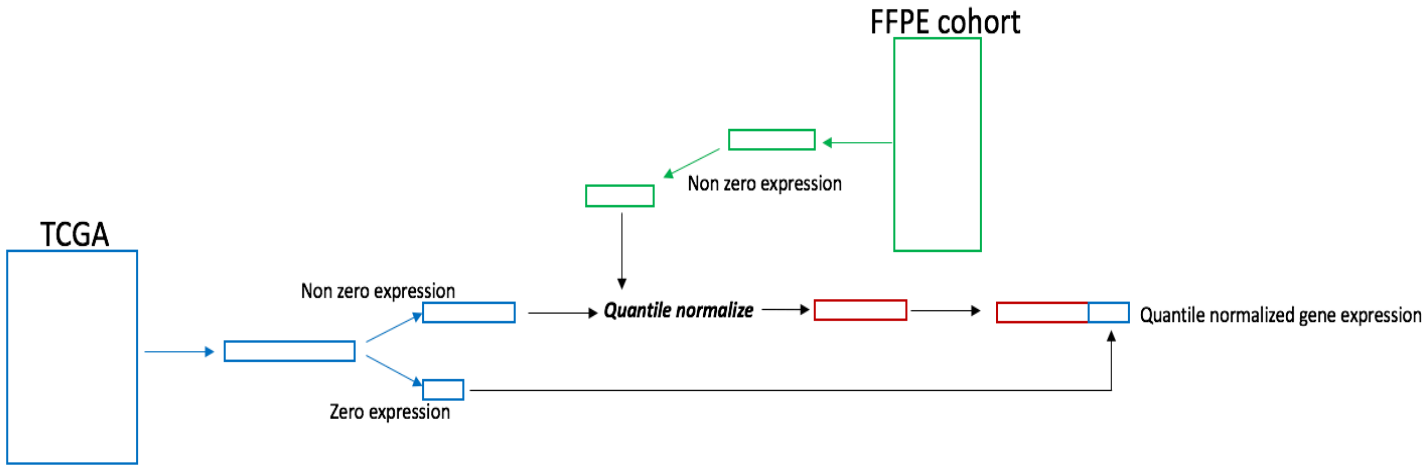 FFPE cohort
Non zero expression
TCGA
Non zero expression
Quantile normalize
Quantile normalized gene expression
Zero expression